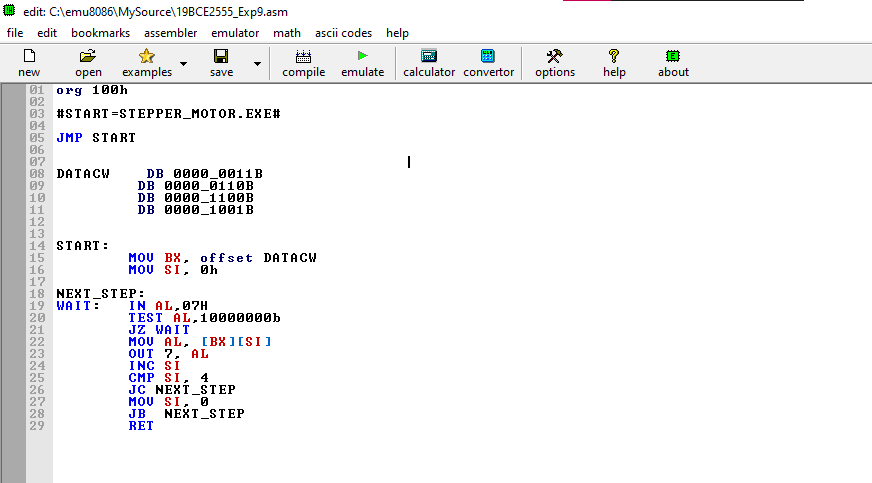 edit: C:\emu8086\MySource\19BCE2555_Exp9.asm
file edit bookmarks assembler emulator math ascii codes help
new open examples save compile emulate calculator convertor options help about
01 org 100h
02
03 #START=STEPPER_MOTOR.EXE#
04
05 JMP START
06
07
08 DATACW DB 0000_0011B
09 DB 0000_0110B
10 DB 0000_1100B
11 DB 0000_1001B
12
13
14 START:
15 MOV BX, offset DATACW
16 MOV SI, 0h
17
18 NEXT_STEP:
19 WAIT: IN AL,07H
20 TEST AL,10000000b
21 JZ WAIT
22 MOV AL, [BX][SI]
23 OUT 7, AL
24 INC SI
25 CMP SI, 4
26 JC NEXT_STEP
27 MOV SI, 0
28 JB NEXT_STEP
29 RET